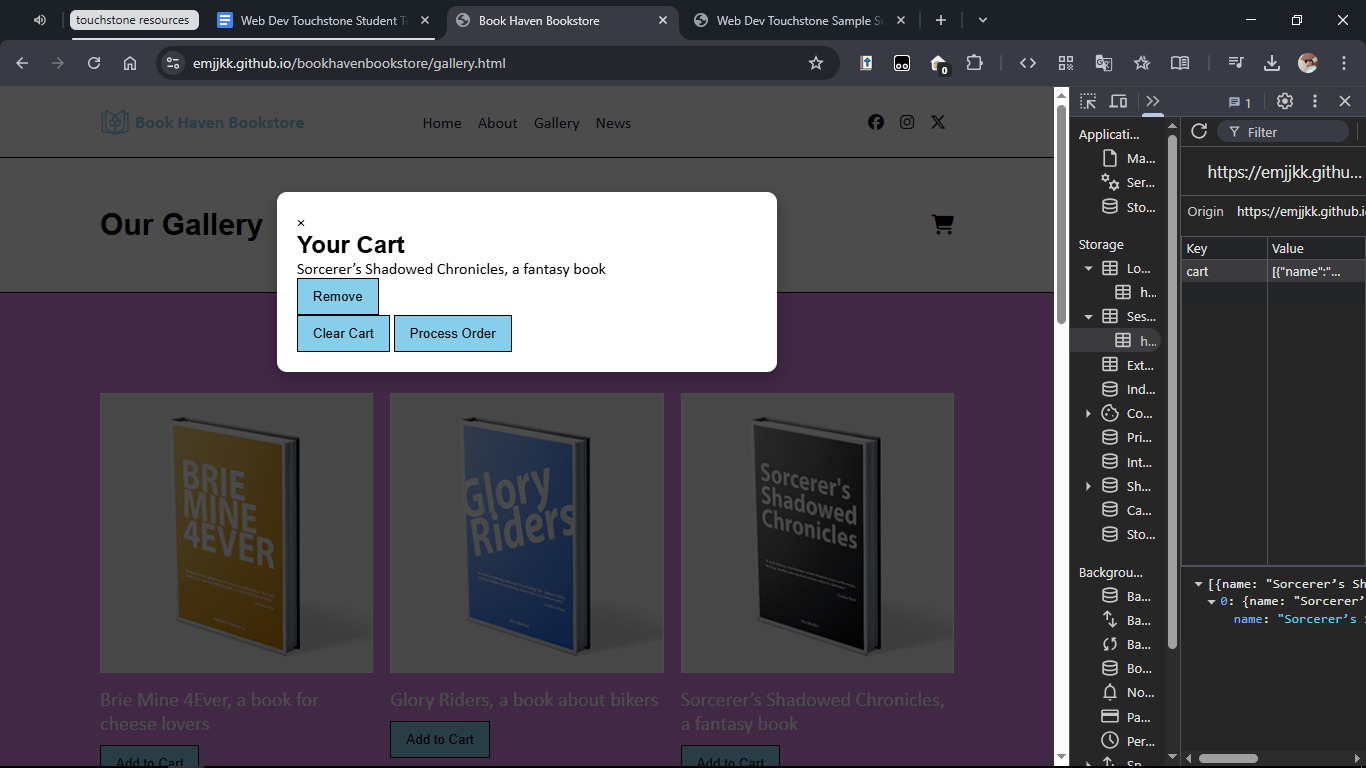 touchstone resources
Web Dev Touchstone Student T
Book Haven Bookstore
Web Dev Touchstone Sample Su
emjjkk.github.io/bookhavenbookstore/gallery.html
0
Book Haven Bookstore
Home
About
Gallery
News
Our Gallery
×
Your Cart
Sorcerer’s Shadowed Chronicles, a fantasy book
Remove
Clear Cart
Process Order
BRIE
MINE
4EVER
Glory
Riders
Sorcerer's
Shadowed
Chronicles
Brie Mine 4Ever, a book for
cheese lovers
Add to Cart
Glory Riders, a book about bikers
Add to Cart
Sorcerer’s Shadowed Chronicles,
a fantasy book
Add to Cart
1
Applicati...
Ma...
Ser...
Sto...
Storage
Lo...
h...
Ses...
h...
Ext...
Ind...
Co...
Pri...
Int...
Sh...
Ca...
Sto...
Backgrou...
Ba...
Ba...
Ba...
Bo...
No...
Pa...
Per...
Sp...
Filter
https://emjjkk.githu...
Origin https://emjjkk.github.io
Key Value
cart [{"name":"...
[{name: "Sorcerer’s Sh
0: {name: "Sorcerer’
name: "Sorcerer’s